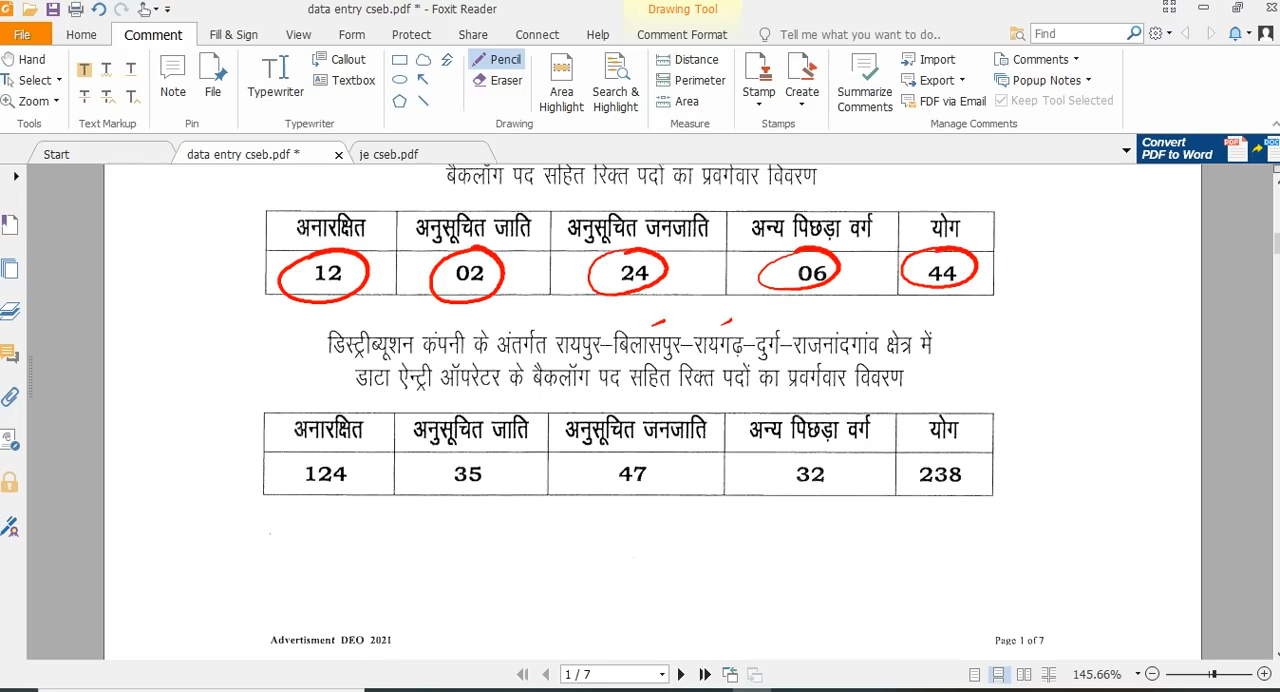 data entry cseb.pdf * - Foxit Reader
Drawing Tool
File Home Comment Fill & Sign View Form Protect Share Connect Help Comment Format Tell me what you want to do.. Find
Hand
Select
Zoom
Tools
T T T
T T T
Text Markup
Note
File
Pin
Typewriter
Callout
Textbox
Typewriter
Pencil
Eraser
Area Highlight
Search & Highlight
Drawing
Distance
Perimeter
Area
Measure
Stamp
Create
Stamps
Summarize Comments
Import
Export
FDF via Email
Comments
Popup Notes
Keep Tool Selected
Manage Comments
Start
data entry cseb.pdf *
je cseb.pdf
Convert
PDF to Word
बैकलॉग पद सहित रिक्त पदों का प्रवर्गवार विवरण
अनारक्षित अनुसूचित जाति अनुसूचित जनजाति अन्य पिछड़ा वर्ग योग
12 02 24 06 44
डिस्ट्रीब्यूशन कंपनी के अंतर्गत रायपुर–बिलासपुर–रायगढ़–दुर्ग–राजनांदगांव क्षेत्र में
डाटा ऐन्ट्री ऑपरेटर के बैकलॉग पद सहित रिक्त पदों का प्रवर्गवार विवरण
अनारक्षित अनुसूचित जाति अनुसूचित जनजाति अन्य पिछड़ा वर्ग योग
124 35 47 32 238
Advertisment DEO 2021
Page 1 of 7
1 / 7
145.66%